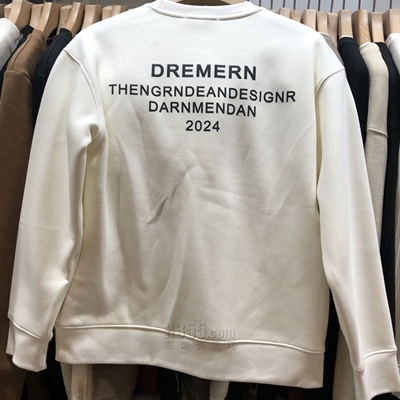 DREMERN
THENGRNDEANDESIGNR
DARNMENDAN
2024